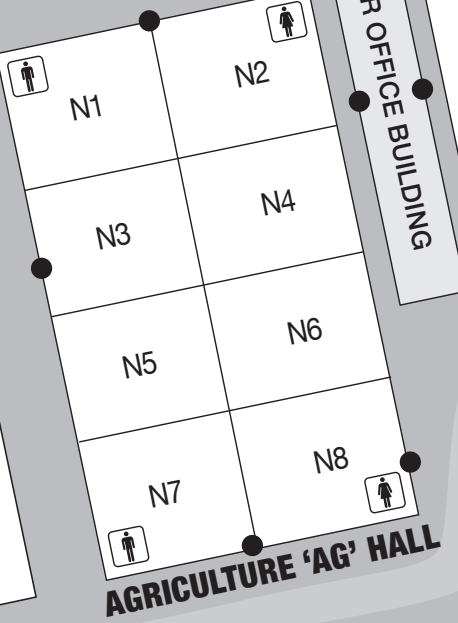 N1
N2
N3
N4
N5
N6
N7
N8
OFFICE BUILDING
AGRICULTURE ‘AG’ HALL